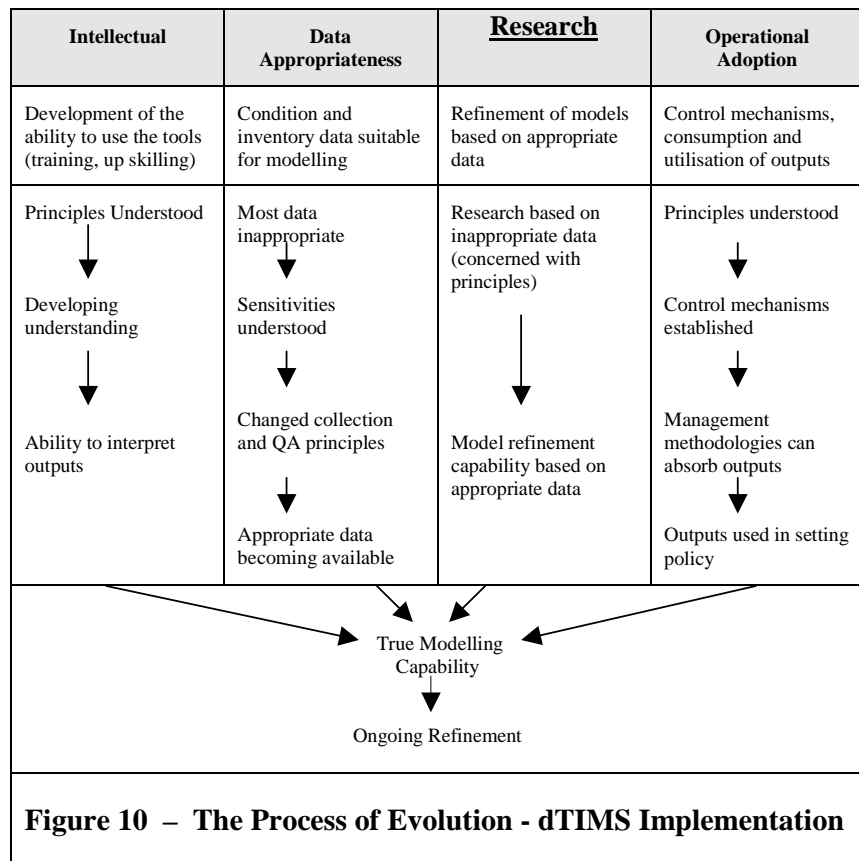 Intellectual
Data
Appropriateness
Research
Operational
Adoption
Development of the
ability to use the tools
(training, up skilling)
Condition and
inventory data suitable
for modelling
Refinement of models
based on appropriate
data
Control mechanisms,
consumption and
utilisation of outputs
Principles Understood
Developing
understanding
Ability to interpret
outputs
Most data
inappropriate
Sensitivities
understood
Changed collection
and QA principles
Appropriate data
becoming available
Research based on
inappropriate data
(concerned with
principles)
Model refinement
capability based on
appropriate data
Principles understood
Control mechanisms
established
Management
methodologies can
absorb outputs
Outputs used in setting
policy
True Modelling
Capability
Ongoing Refinement
Figure 10 – The Process of Evolution - dTIMS Implementation